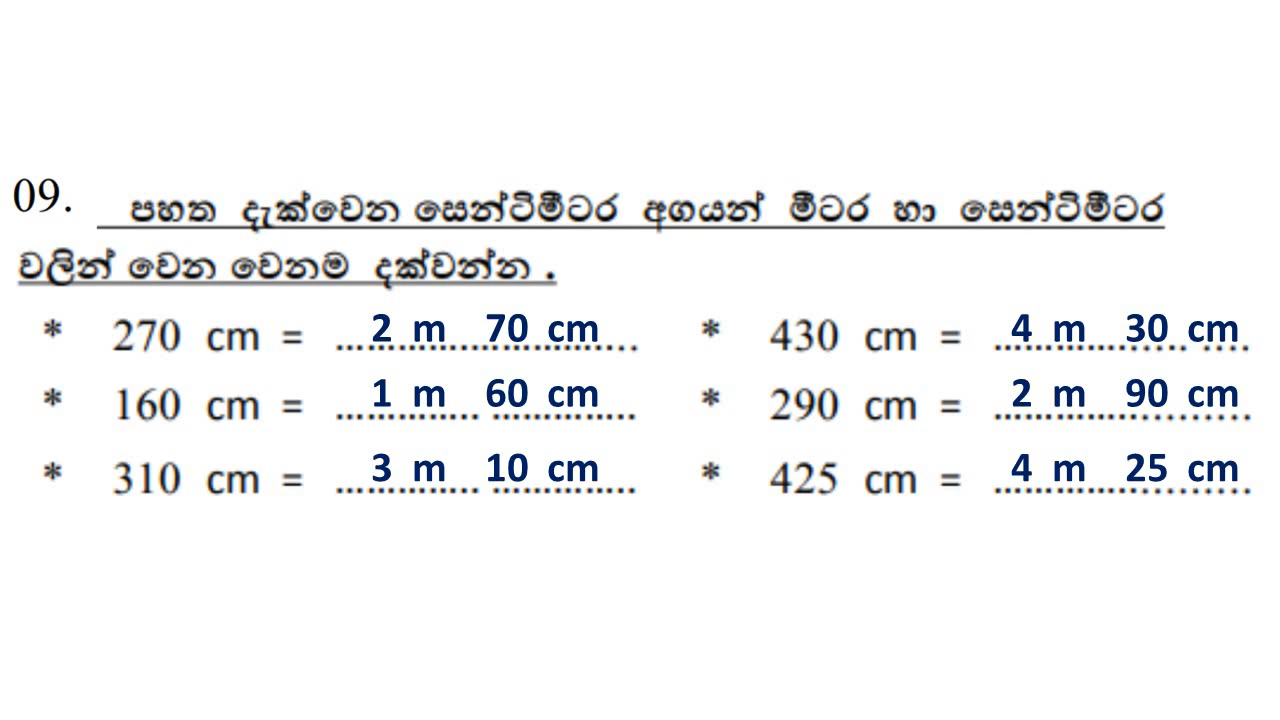 09. පහත දැක්වෙන සෙන්ටිමීටර අගයන් මීටර හා සෙන්ටිමීටර
වලින් වෙන වෙනම දක්වන්න .
* 270 cm = 2 m 70 cm * 430 cm = 4 m 30 cm
* 160 cm = 1 m 60 cm * 290 cm = 2 m 90 cm
* 310 cm = 3 m 10 cm * 425 cm = 4 m 25 cm